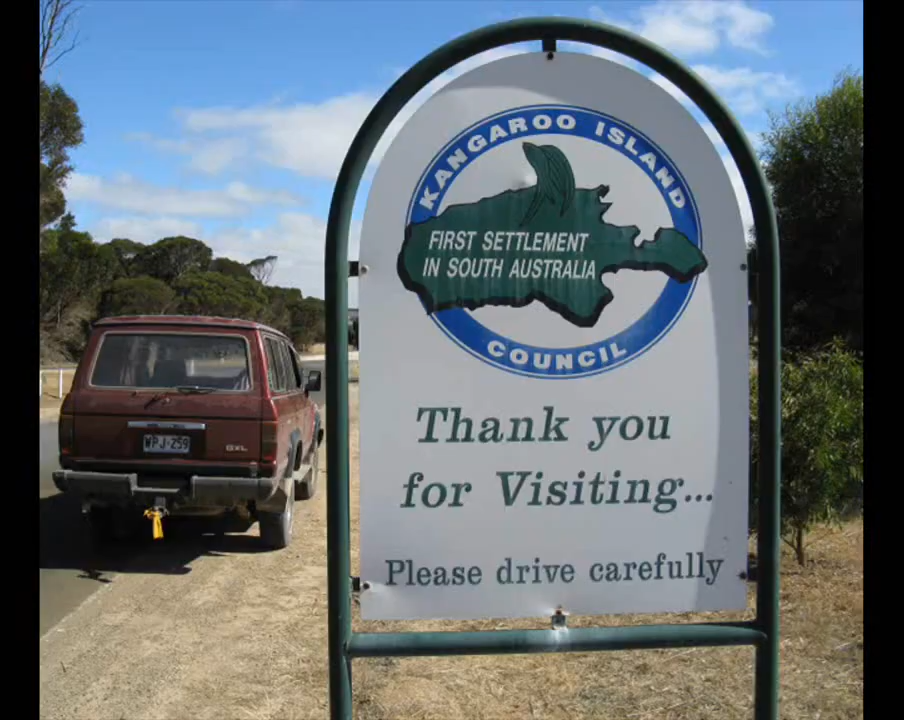 KANGAROO ISLAND
FIRST SETTLEMENT
IN SOUTH AUSTRALIA
COUNCIL
Thank you
for Visiting...
Please drive carefully
WPJ-259
GXL